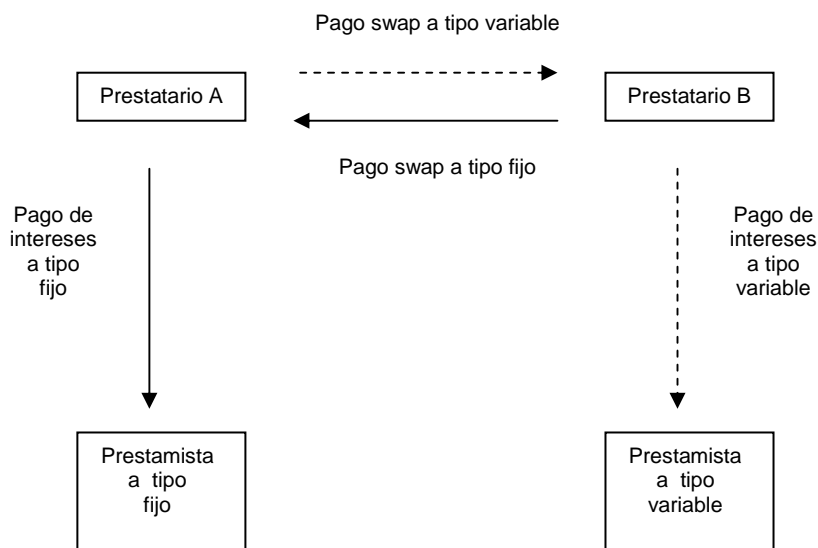 Pago swap a tipo variable
Prestatario A
Prestatario B
Pago swap a tipo fijo
Pago de
intereses
a tipo
fijo
Pago de
intereses
a tipo
variable
Prestamista
a tipo
fijo
Prestamista
a tipo
variable